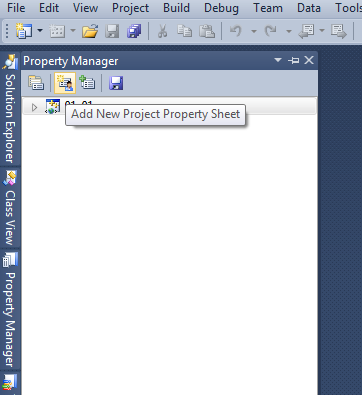 File Edit View Project Build Debug Team Data Tools
Property Manager
Add New Project Property Sheet
Solution Explorer
Class View
Property Manager